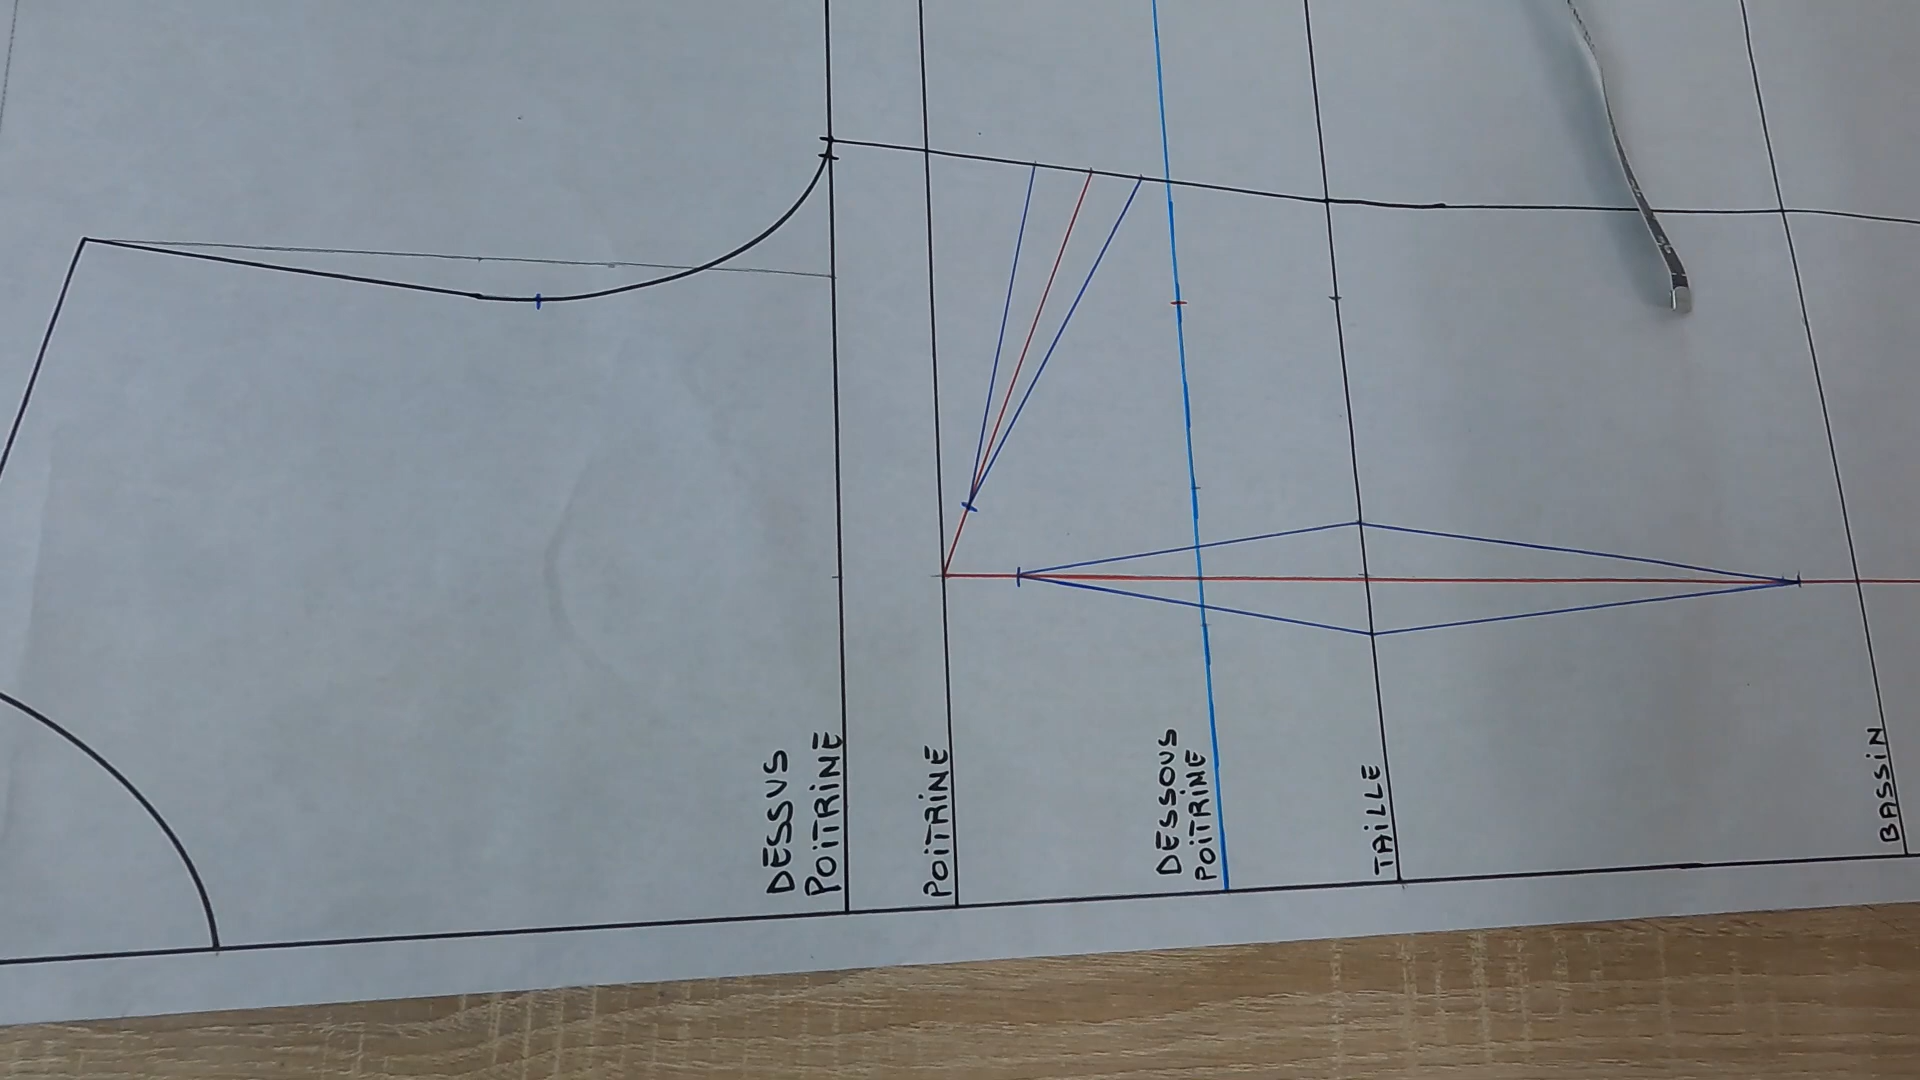 DESSUS
POiTRiNE
POiTRiNE
DESSOUS
POiTRiNE
TAiLLE
BASSiN